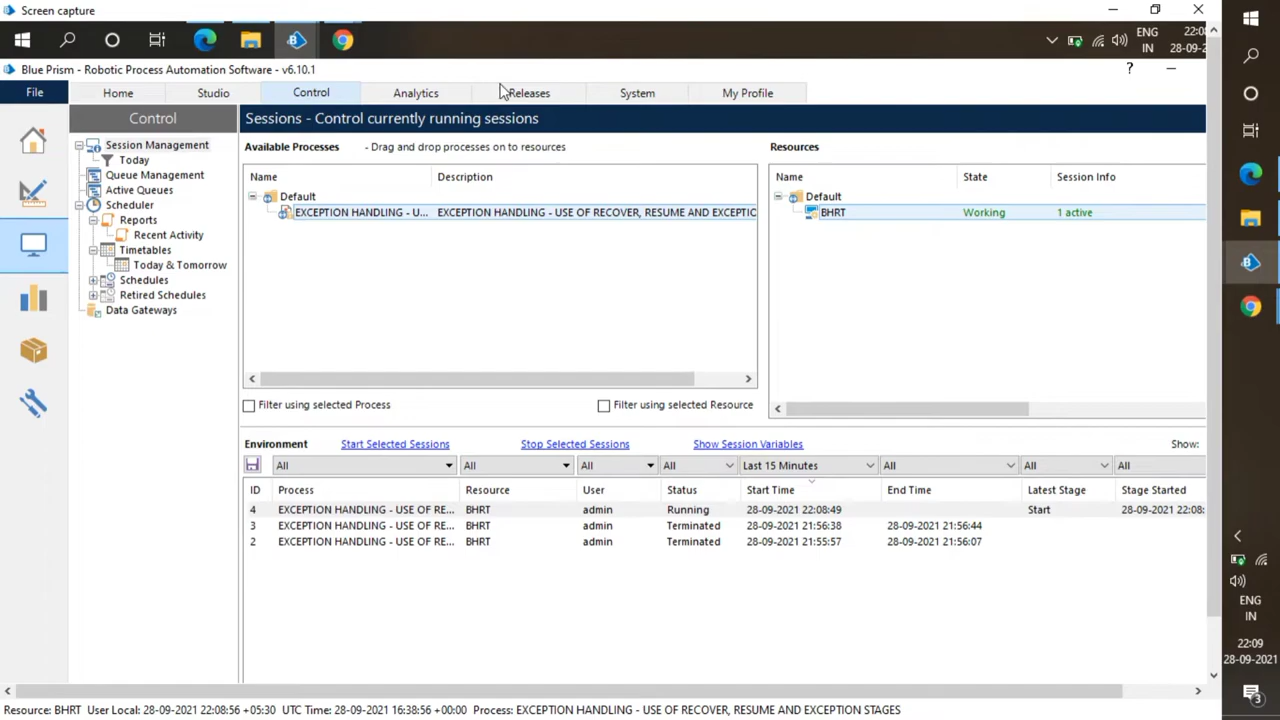 Screen capture
ENG
IN
22:08
28-09-2
Blue Prism - Robotic Process Automation Software - v6.10.1
?
File
Home
Studio
Control
Analytics
Releases
System
My Profile
Control
Sessions - Control currently running sessions
Session Management
Today
Queue Management
Active Queues
Scheduler
Reports
Recent Activity
Timetables
Today & Tomorrow
Schedules
Retired Schedules
Data Gateways
Available Processes - Drag and drop processes on to resources
Name Description
Default
EXCEPTION HANDLING - U... EXCEPTION HANDLING - USE OF RECOVER, RESUME AND EXCEPTIC
Filter using selected Process
Filter using selected Resource
Resources
Name State Session Info
Default
BHRT Working 1 active
Environment Start Selected Sessions Stop Selected Sessions Show Session Variables Show:
All All All All Last 15 Minutes All All All
ID Process Resource User Status Start Time End Time Latest Stage Stage Started
4 EXCEPTION HANDLING - USE OF RE... BHRT admin Running 28-09-2021 22:08:49 Start 28-09-2021 22:08:
3 EXCEPTION HANDLING - USE OF RE... BHRT admin Terminated 28-09-2021 21:56:38 28-09-2021 21:56:44
2 EXCEPTION HANDLING - USE OF RE... BHRT admin Terminated 28-09-2021 21:55:57 28-09-2021 21:56:07
Resource: BHRT User Local: 28-09-2021 22:08:56 +05:30 UTC Time: 28-09-2021 16:38:56 +00:00 Process: EXCEPTION HANDLING - USE OF RECOVER, RESUME AND EXCEPTION STAGES
ENG
IN
22:09
28-09-2021
3